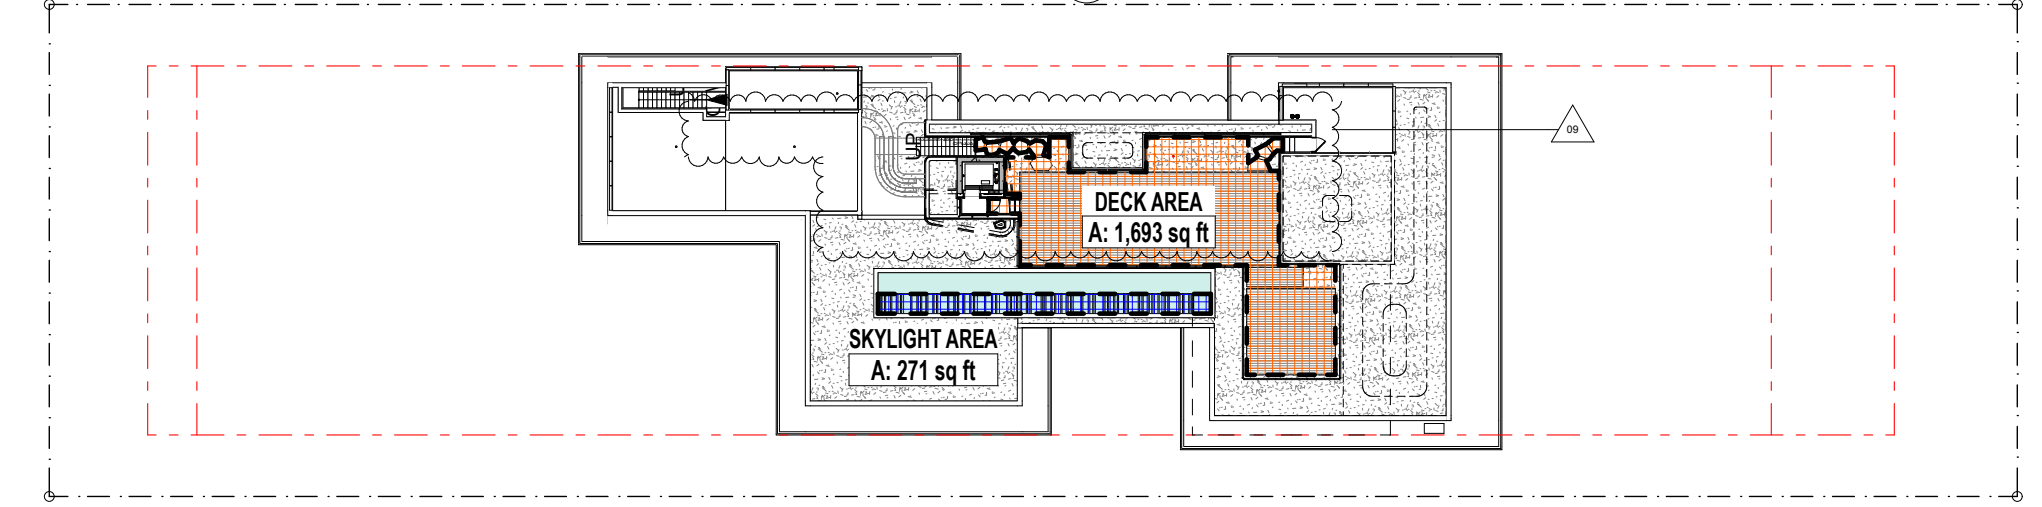 09
UP
DECK AREA
A: 1,693 sq ft
SKYLIGHT AREA
A: 271 sq ft